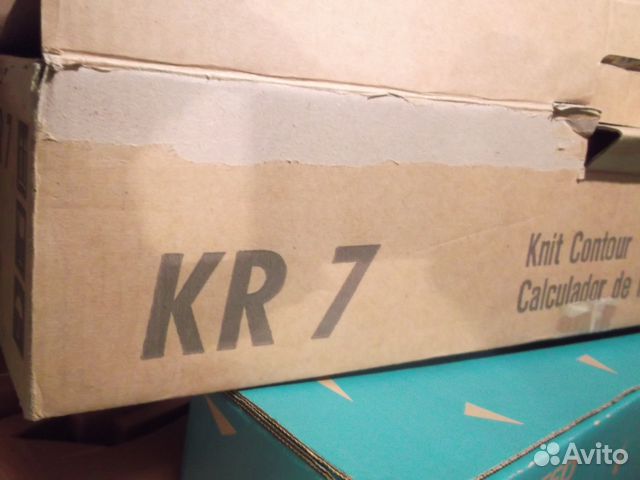 KR 7
Knit Contour
Calculador de
Avito